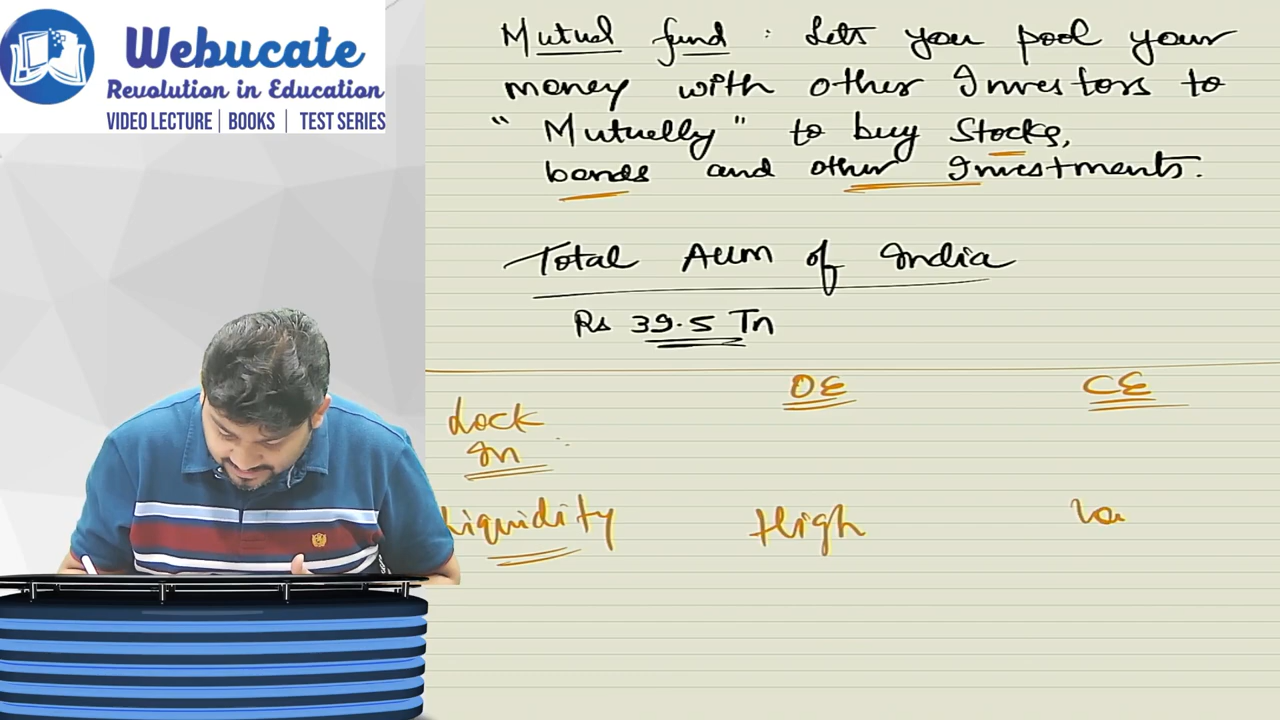 Webucate
Revolution in Education
VIDEO LECTURE | BOOKS | TEST SERIES
Mutual fund : Lets you pool your
money with other Investors to
"Mutually" to buy Stocks,
bonds and other Investments.
Total AUM of India
Rs 39.5 Tn
OE CE
Lock
In
Liquidity High